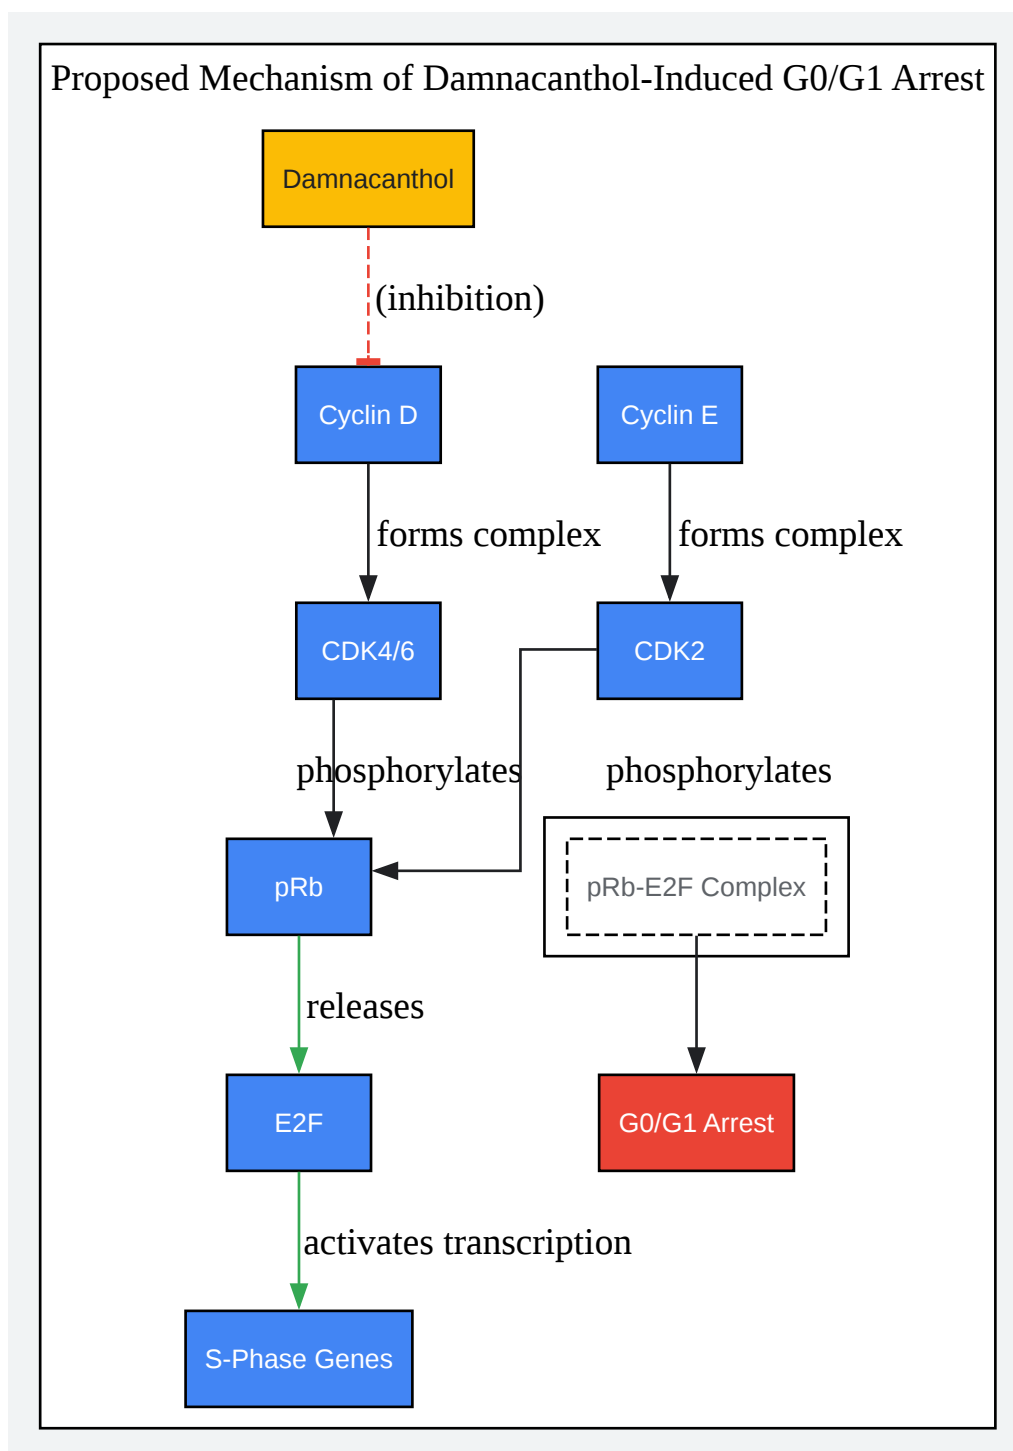 Proposed Mechanism of Damnacanthol-Induced G0/G1 Arrest
Damnacanthol
(inhibition)
Cyclin D
Cyclin E
forms complex
forms complex
CDK4/6
CDK2
phosphorylates
phosphorylates
pRb
pRb-E2F Complex
releases
E2F
G0/G1 Arrest
activates transcription
S-Phase Genes